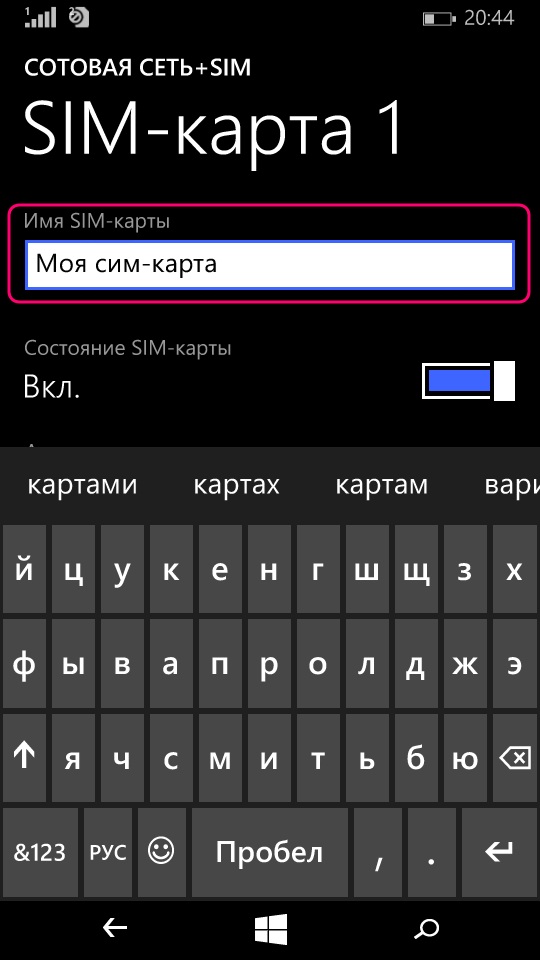 1 20:44
СОТОВАЯ СЕТЬ+SIM
SIM-карта 1
Имя SIM-карты
Моя сим-карта
Состояние SIM-карты
Вкл.
картами картах картам вари
й ц у к е н г ш щ з х
ф ы в а п р о л д ж э
я ч с м и т ь б ю
&123 РУС Пробел , .